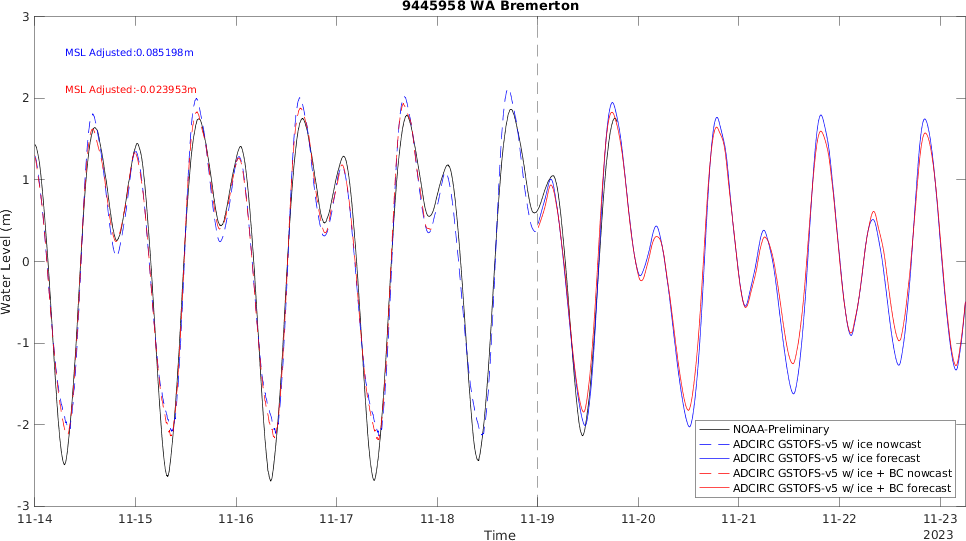 9445958 WA Bremerton
MSL Adjusted:0.085198m
MSL Adjusted:-0.023953m
Water Level (m)
3
2
1
0
-1
-2
-3
NOAA-Preliminary
ADCIRC GSTOFS-v5 w/ ice nowcast
ADCIRC GSTOFS-v5 w/ ice forecast
ADCIRC GSTOFS-v5 w/ ice + BC nowcast
ADCIRC GSTOFS-v5 w/ ice + BC forecast
11-14 11-15 11-16 11-17 11-18 11-19 11-20 11-21 11-22 11-23
Time
2023